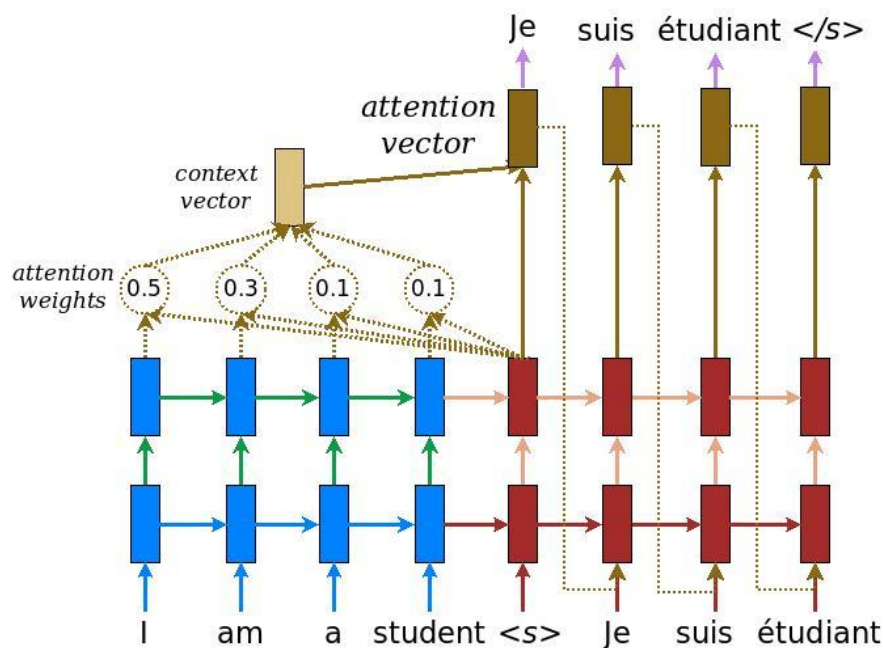 Je suis étudiant </s>
attention
vector
context
vector
attention
weights
0.5 0.3 0.1 0.1
I am a student <s> Je suis étudiant